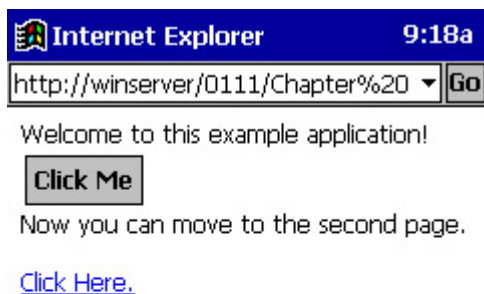 Internet Explorer 9:18a
http://winserver/0111/Chapter%20 Go
Welcome to this example application!
Click Me
Now you can move to the second page.
Click Here.